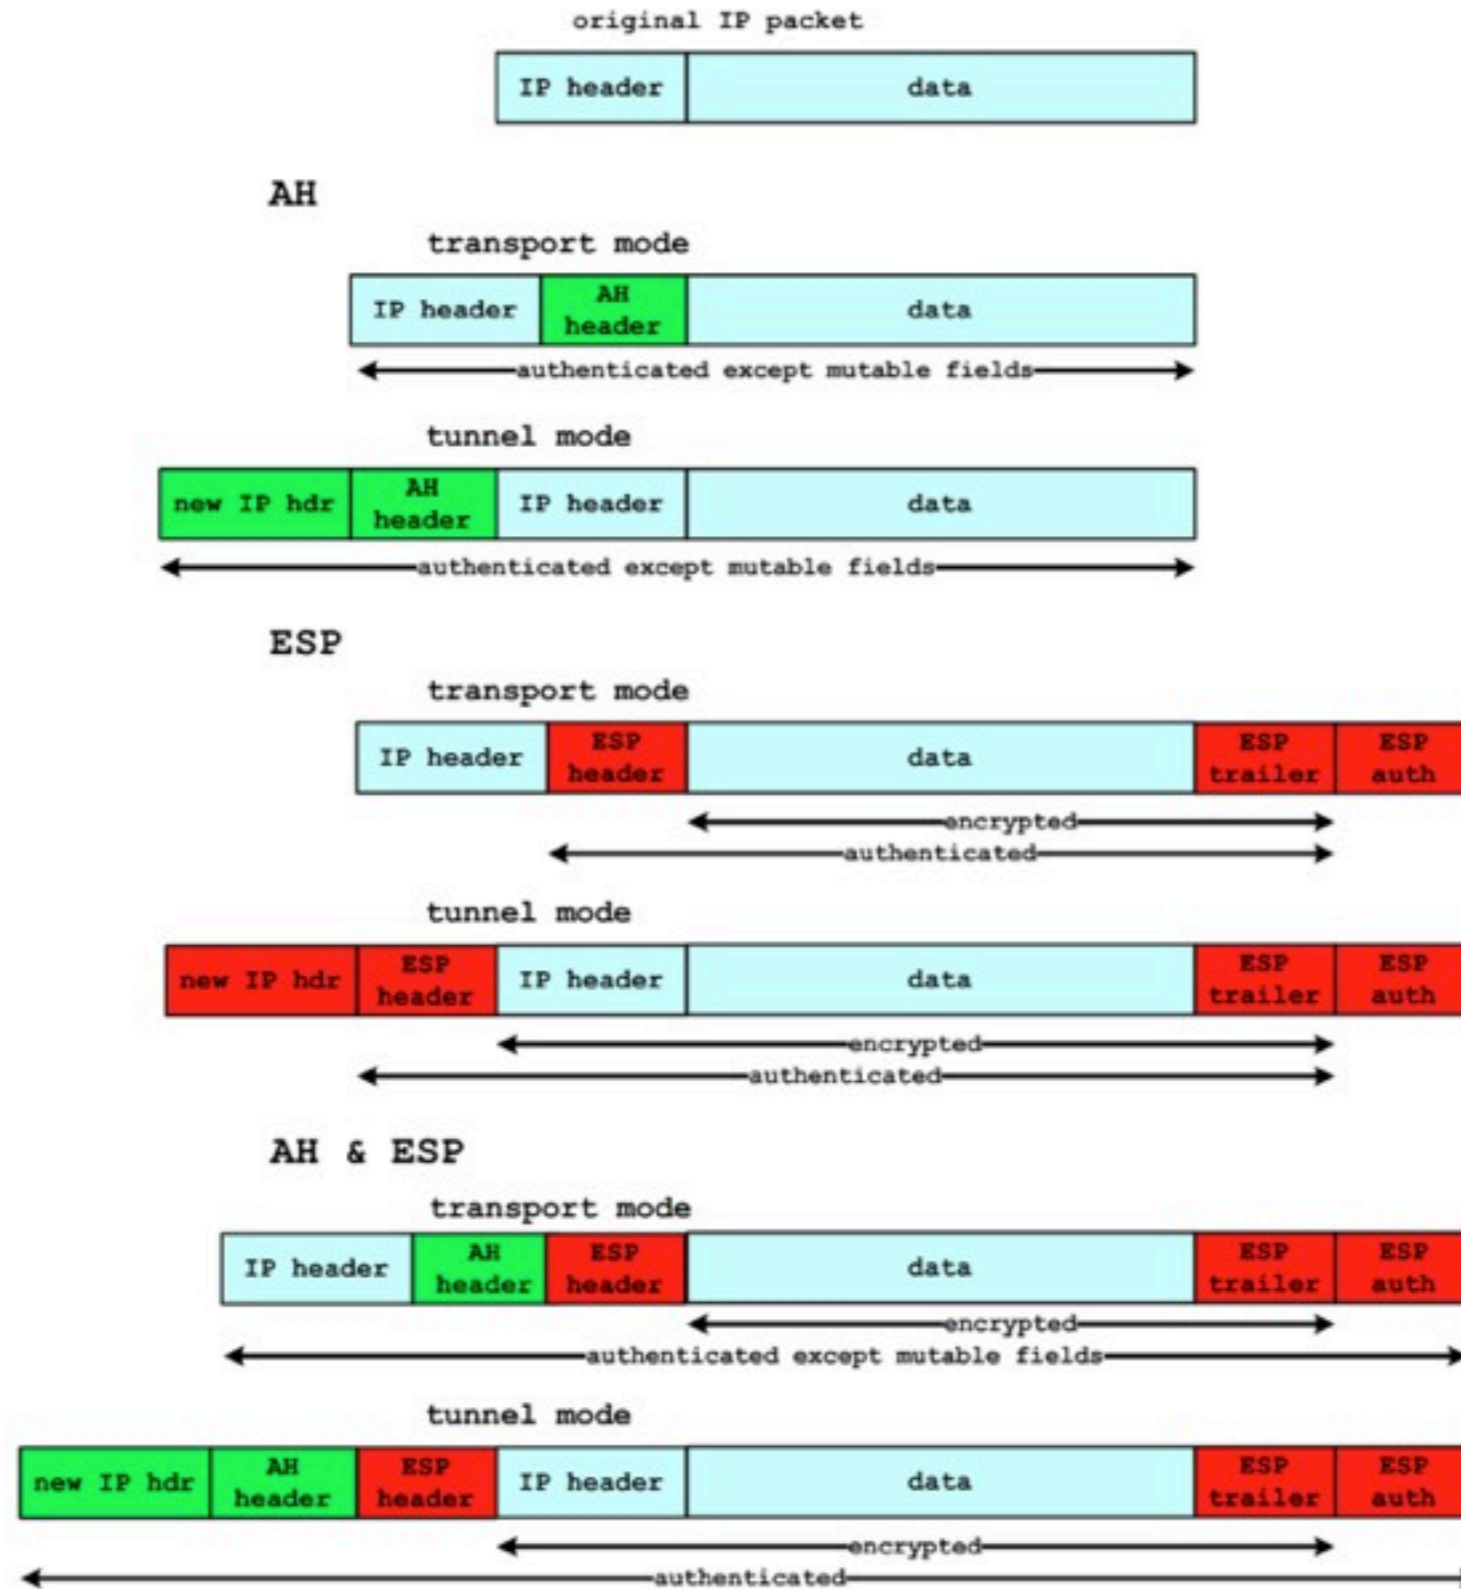 original IP packet
IP header data
AH
transport mode
IP header AH header data
authenticated except mutable fields
tunnel mode
new IP hdr AH header IP header data
authenticated except mutable fields
ESP
transport mode
IP header ESP header data ESP trailer ESP auth
encrypted
authenticated
tunnel mode
new IP hdr ESP header IP header data ESP trailer ESP auth
encrypted
authenticated
AH & ESP
transport mode
IP header AH header ESP header data ESP trailer ESP auth
encrypted
authenticated except mutable fields
tunnel mode
new IP hdr AH header ESP header IP header data ESP trailer ESP auth
encrypted
authenticated